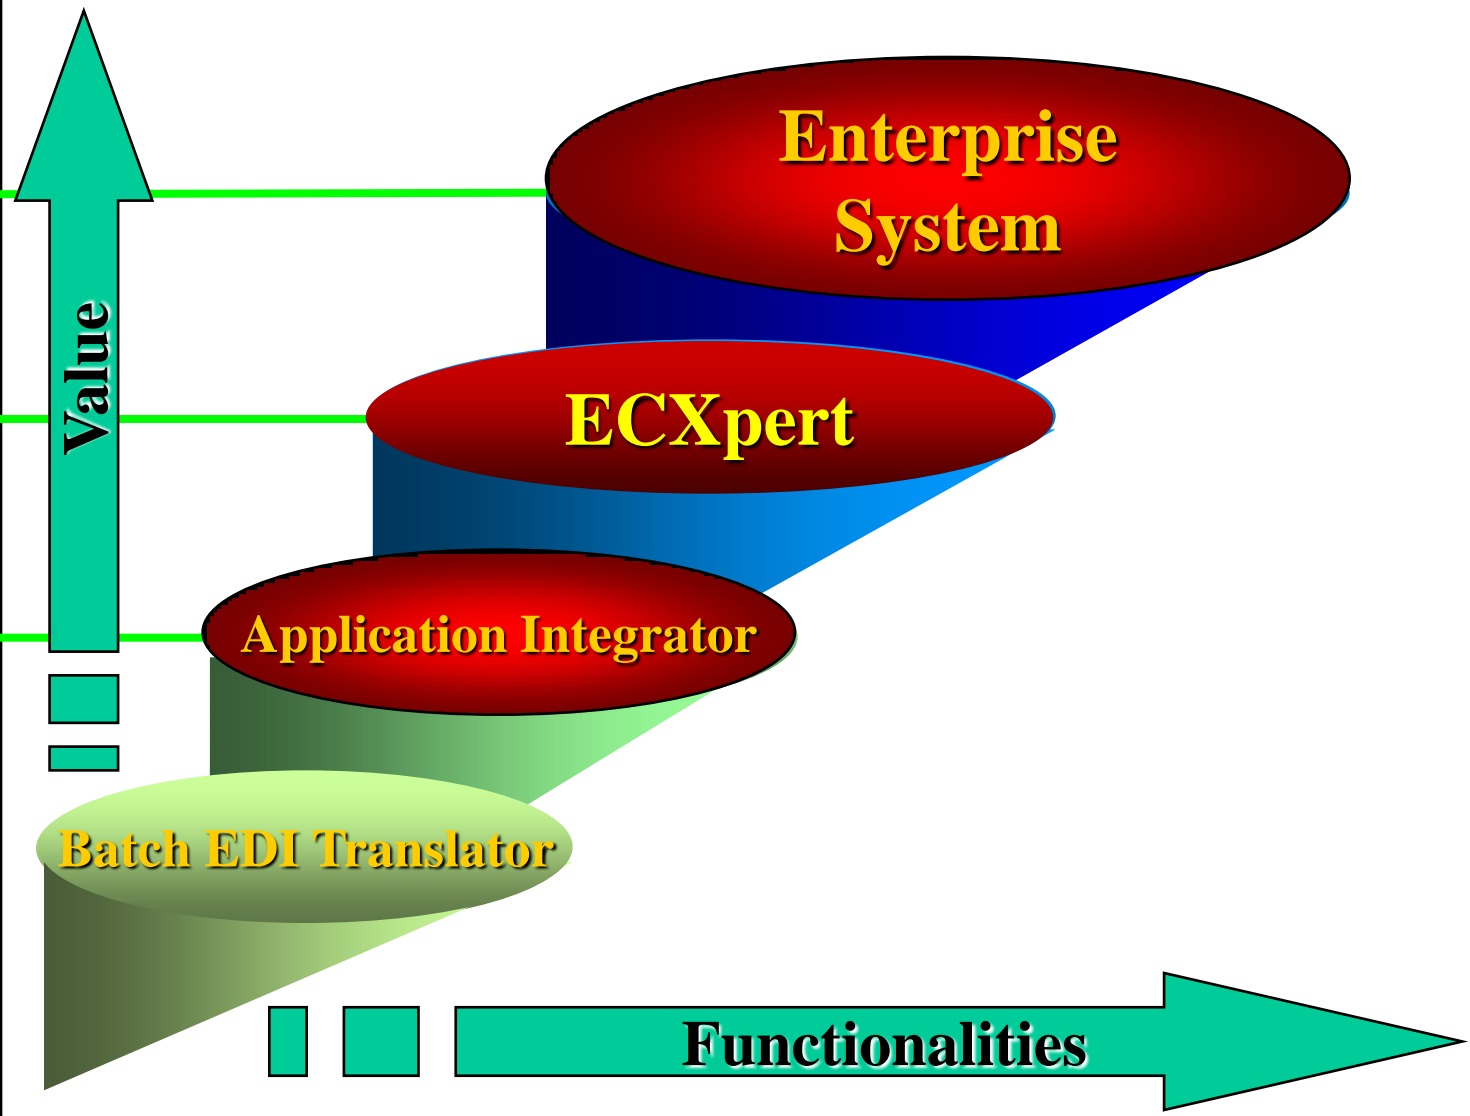 Enterprise
System
Value
ECXpert
Application Integrator
Batch EDI Translator
Functionalities